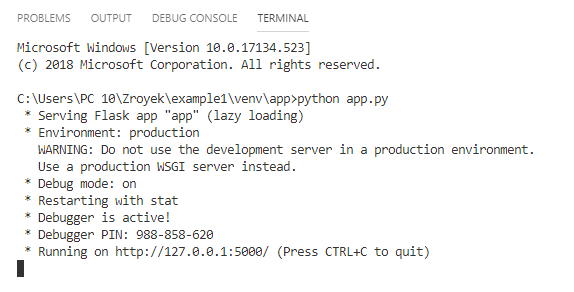 PROBLEMS OUTPUT DEBUG CONSOLE TERMINAL
Microsoft Windows [Version 10.0.17134.523]
(c) 2018 Microsoft Corporation. All rights reserved.
C:\Users\PC 10\Zroyek\example1\venv\app>python app.py
* Serving Flask app "app" (lazy loading)
* Environment: production
WARNING: Do not use the development server in a production environment.
Use a production WSGI server instead.
* Debug mode: on
* Restarting with stat
* Debugger is active!
* Debugger PIN: 988-858-620
* Running on http://127.0.0.1:5000/ (Press CTRL+C to quit)